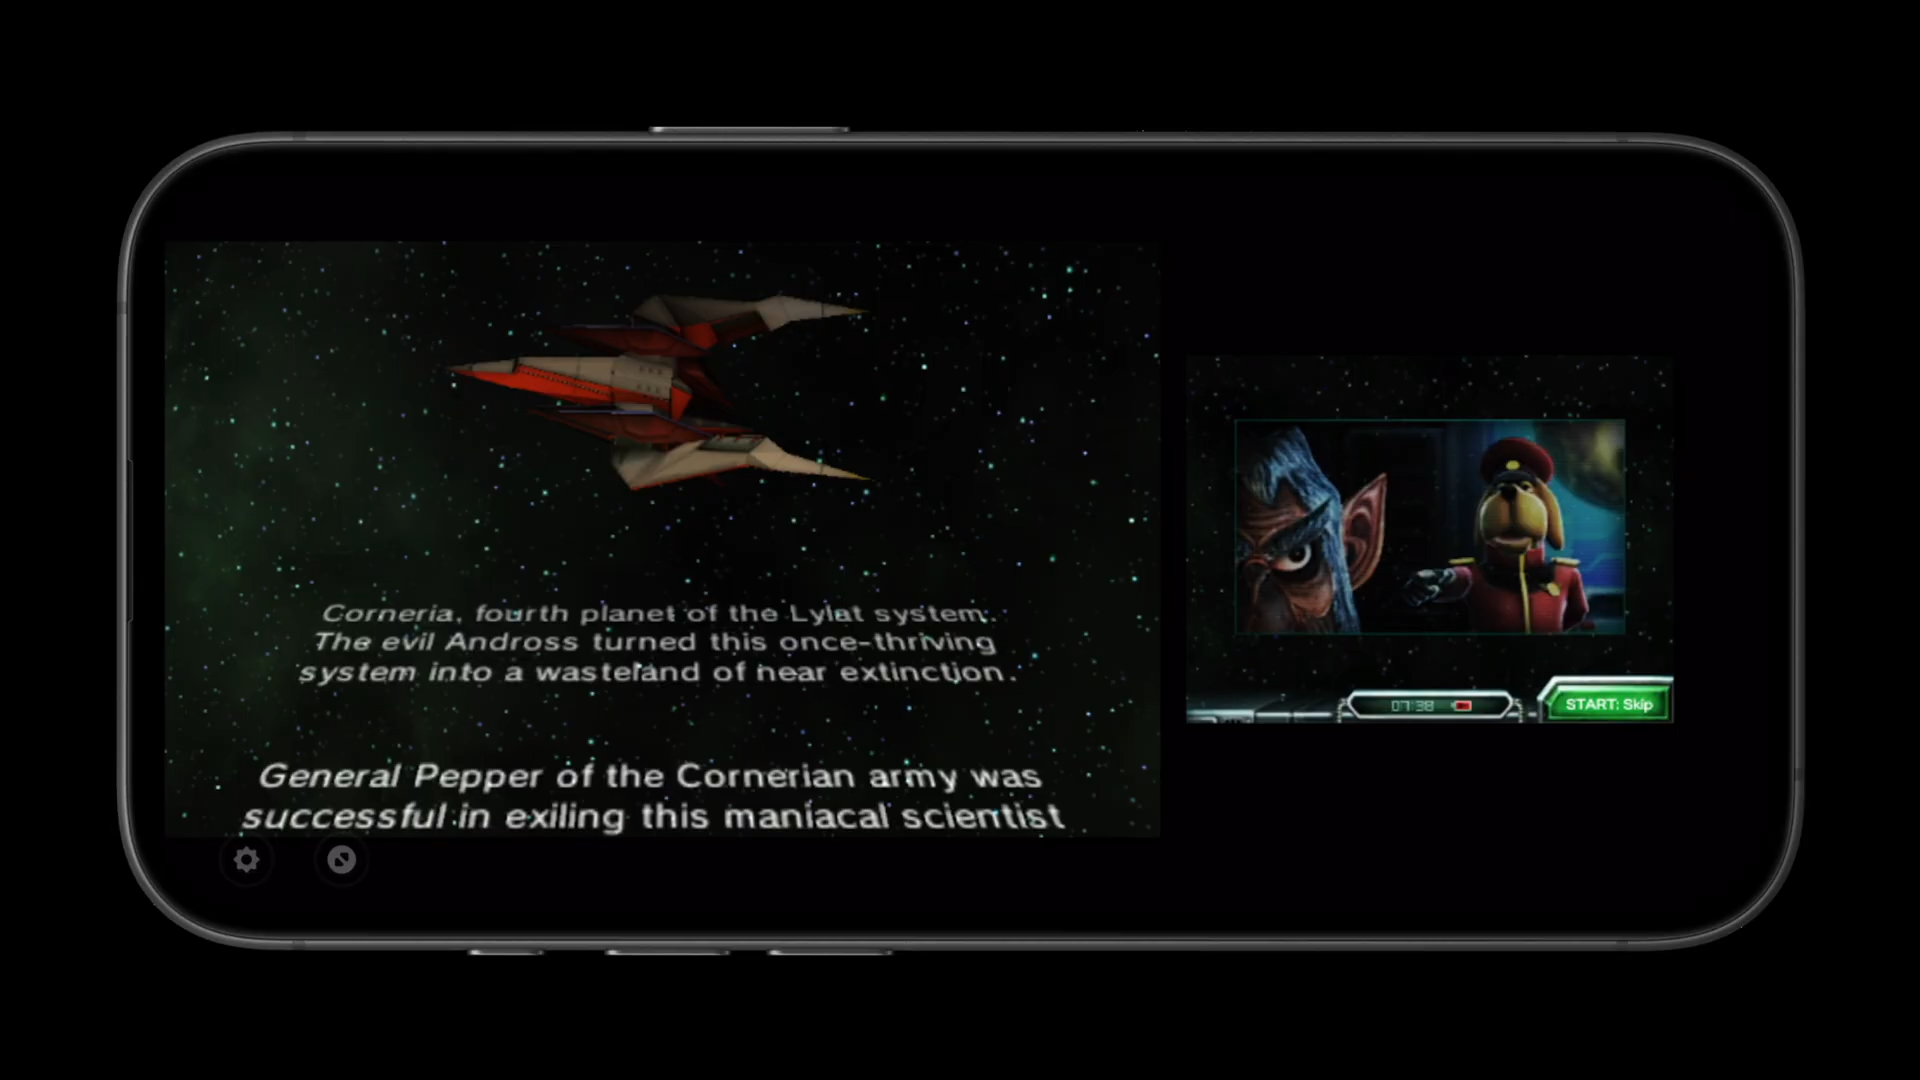 Corneria, fourth planet of the Lylat system.
The evil Andross turned this once-thriving
system into a wasteland of near extinction.
General Pepper of the Cornerian army was
successful in exiling this maniacal scientist
07:38
START: Skip